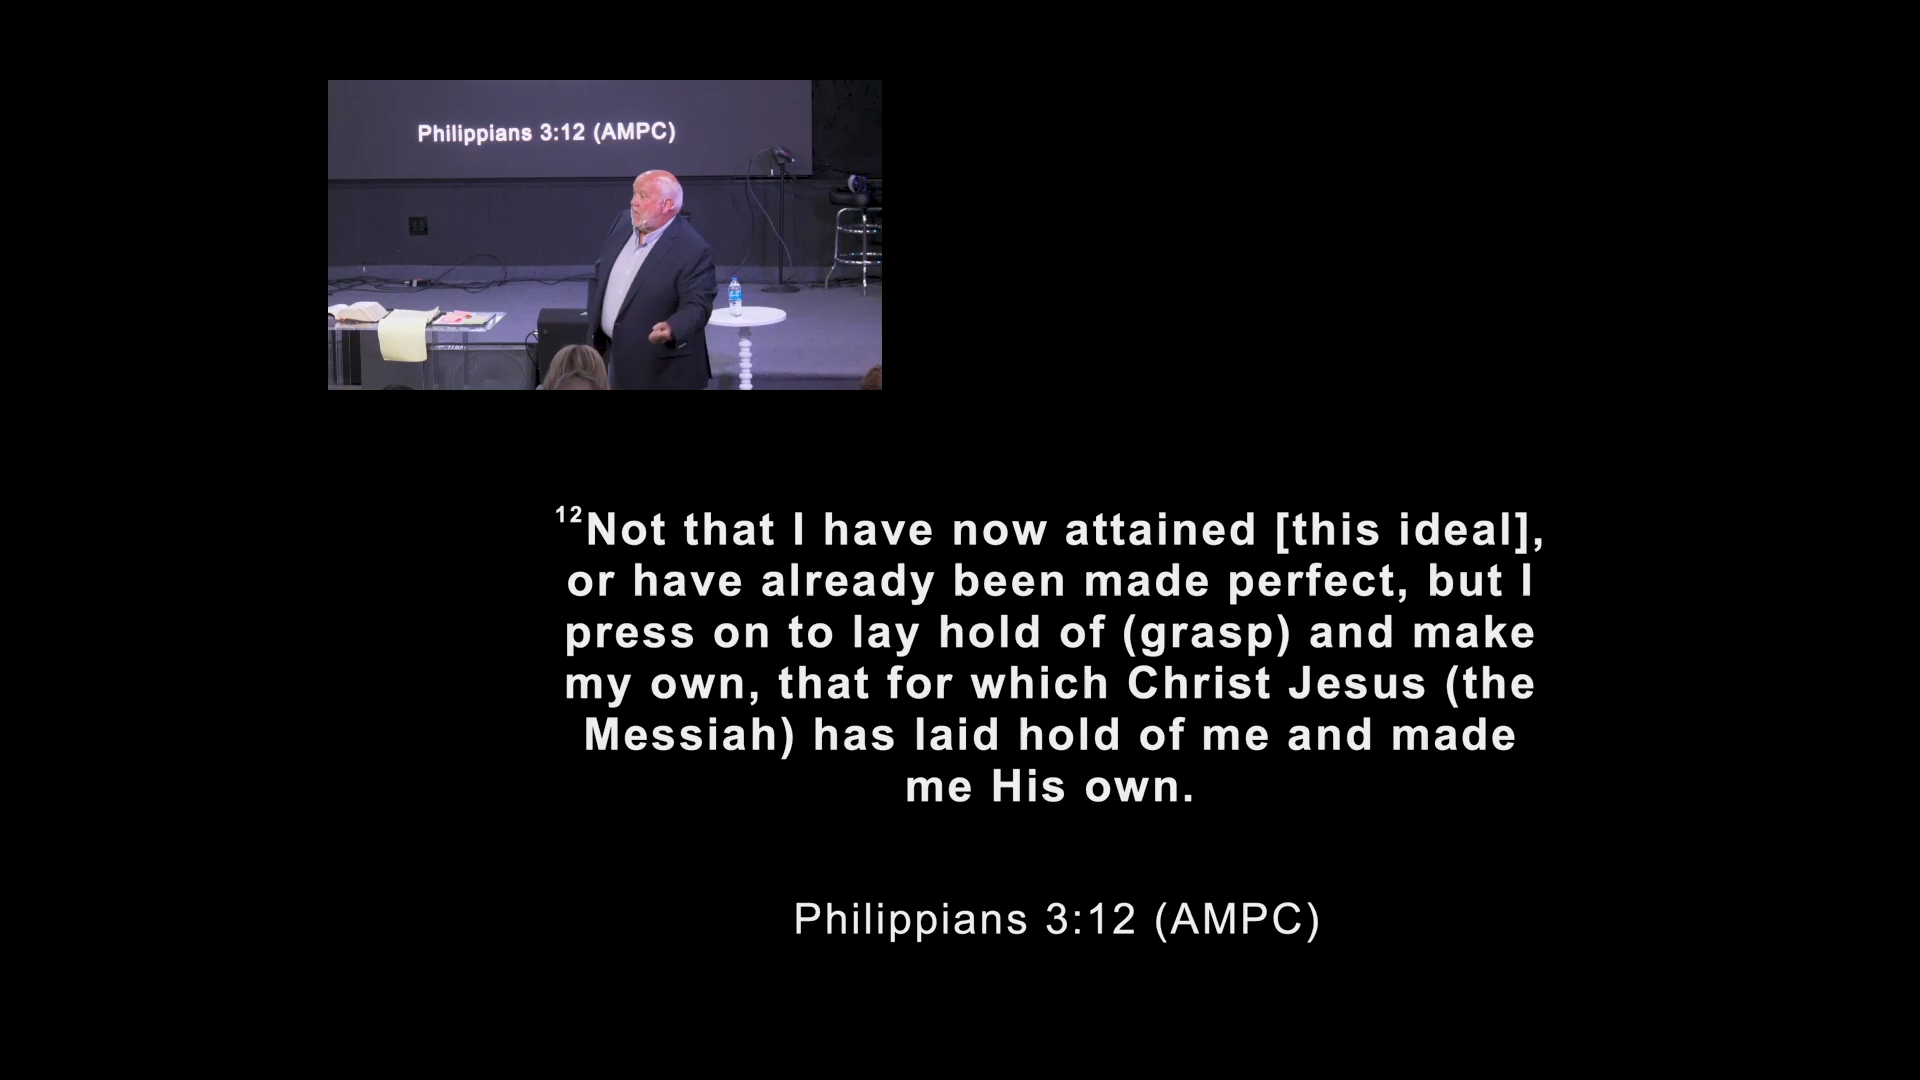 Philippians 3:12 (AMPC)
12Not that I have now attained [this ideal],
or have already been made perfect, but I
press on to lay hold of (grasp) and make
my own, that for which Christ Jesus (the
Messiah) has laid hold of me and made
me His own.
Philippians 3:12 (AMPC)